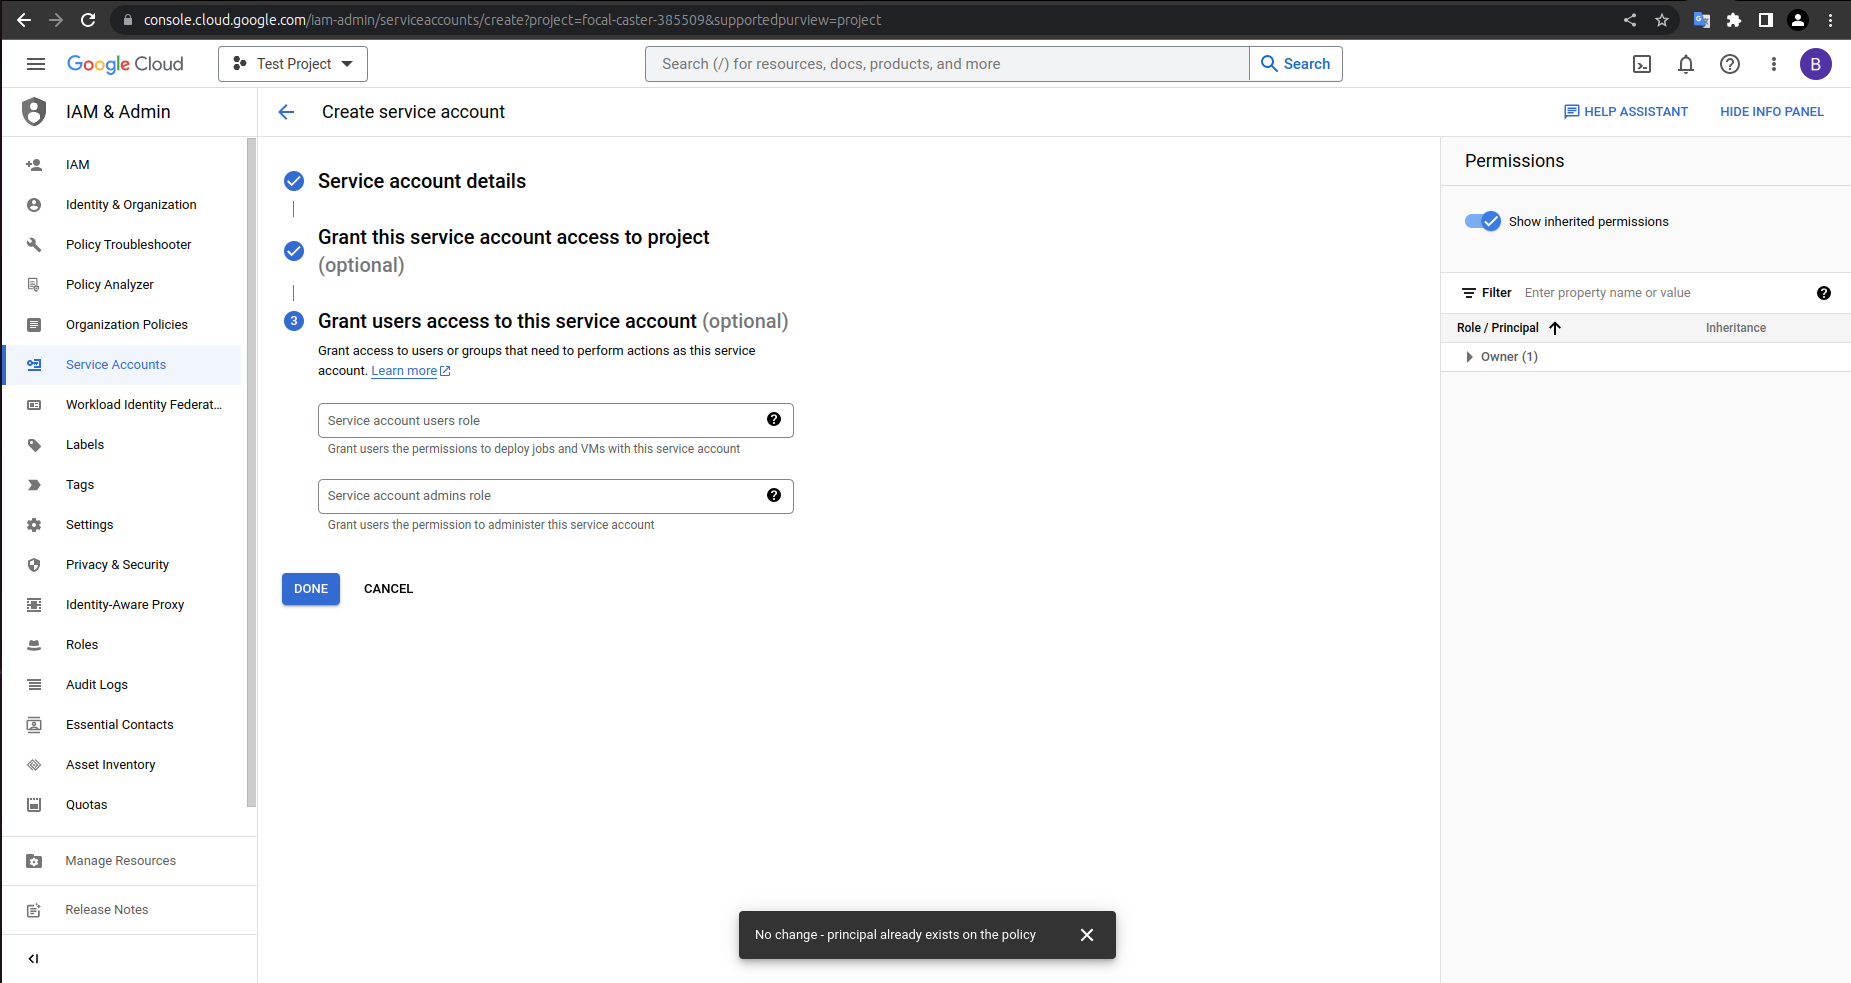 console.cloud.google.com/iam-admin/serviceaccounts/create?project=focal-caster-385509&supportedpurview=project
Google Cloud
Test Project
Search (/) for resources, docs, products, and more
Search
B
IAM & Admin
Create service account
HELP ASSISTANT
HIDE INFO PANEL
IAM
Identity & Organization
Policy Troubleshooter
Policy Analyzer
Organization Policies
Service Accounts
Workload Identity Federat...
Labels
Tags
Settings
Privacy & Security
Identity-Aware Proxy
Roles
Audit Logs
Essential Contacts
Asset Inventory
Quotas
Manage Resources
Release Notes
Service account details
Grant this service account access to project
(optional)
3
Grant users access to this service account (optional)
Grant access to users or groups that need to perform actions as this service
account. Learn more
Service account users role
Grant users the permissions to deploy jobs and VMs with this service account
Service account admins role
Grant users the permission to administer this service account
DONE
CANCEL
Permissions
Show inherited permissions
Filter Enter property name or value
Role / Principal
Inheritance
Owner (1)
No change - principal already exists on the policy